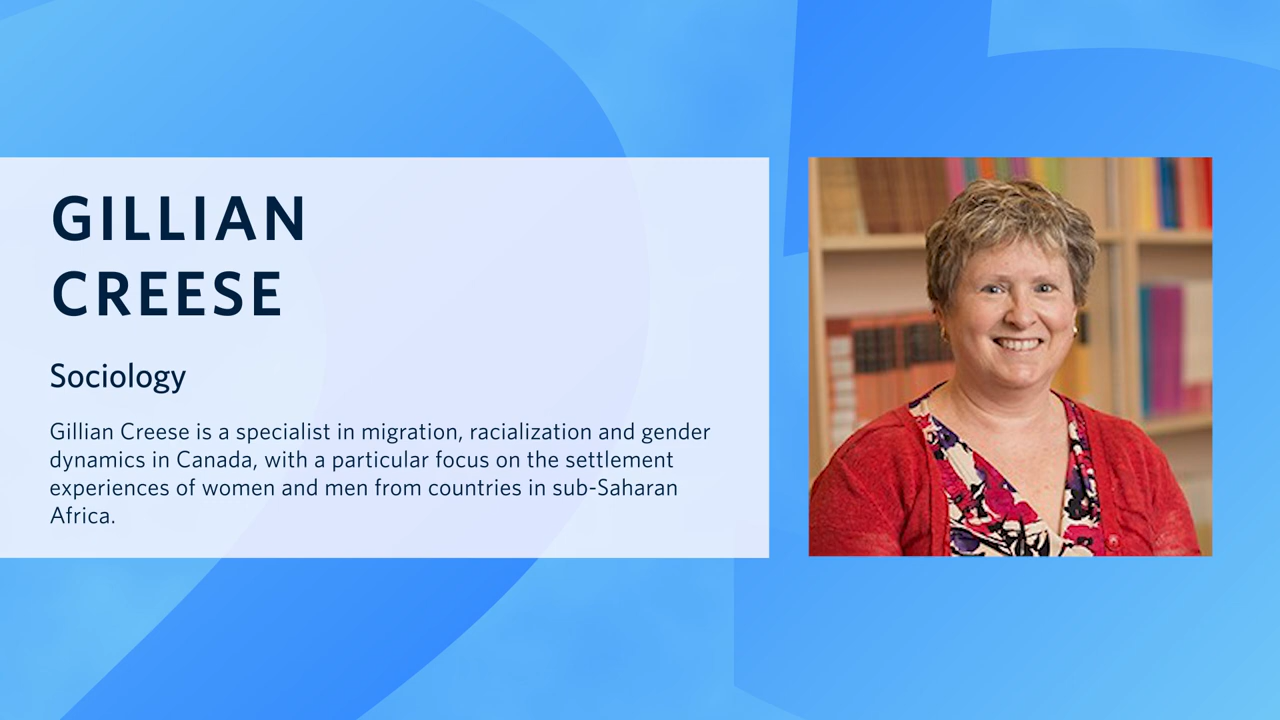 GILLIAN
CREESE
Sociology
Gillian Creese is a specialist in migration, racialization and gender
dynamics in Canada, with a particular focus on the settlement
experiences of women and men from countries in sub-Saharan
Africa.